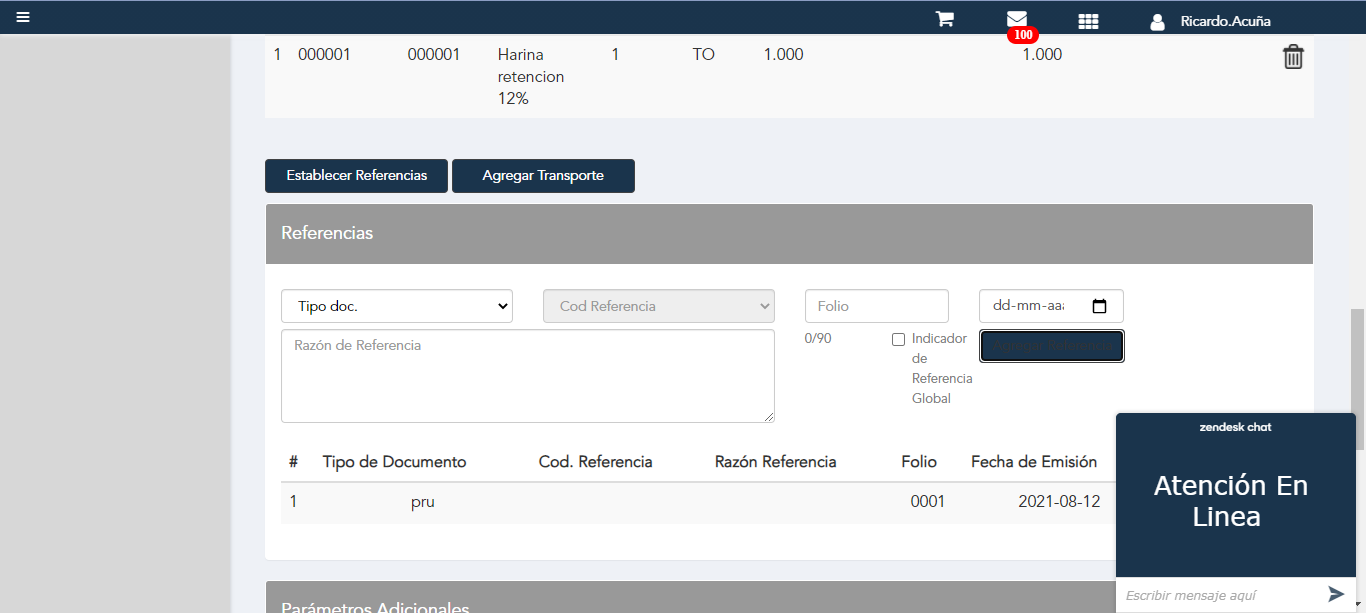 Ricardo.Acuña
100
1 000001 000001 Harina 1 TO 1.000 1.000
retencion
12%
Establecer Referencias Agregar Transporte
Referencias
Tipo doc. Cod Referencia Folio dd-mm-aa
Razón de Referencia 0/90 Indicador
de
Referencia
Global
zendesk chat
# Tipo de Documento Cod. Referencia Razón Referencia Folio Fecha de Emisión
Atención En
Linea
1 pru 0001 2021-08-12
Escribir mensaje aquí
Parámetros Adicionales